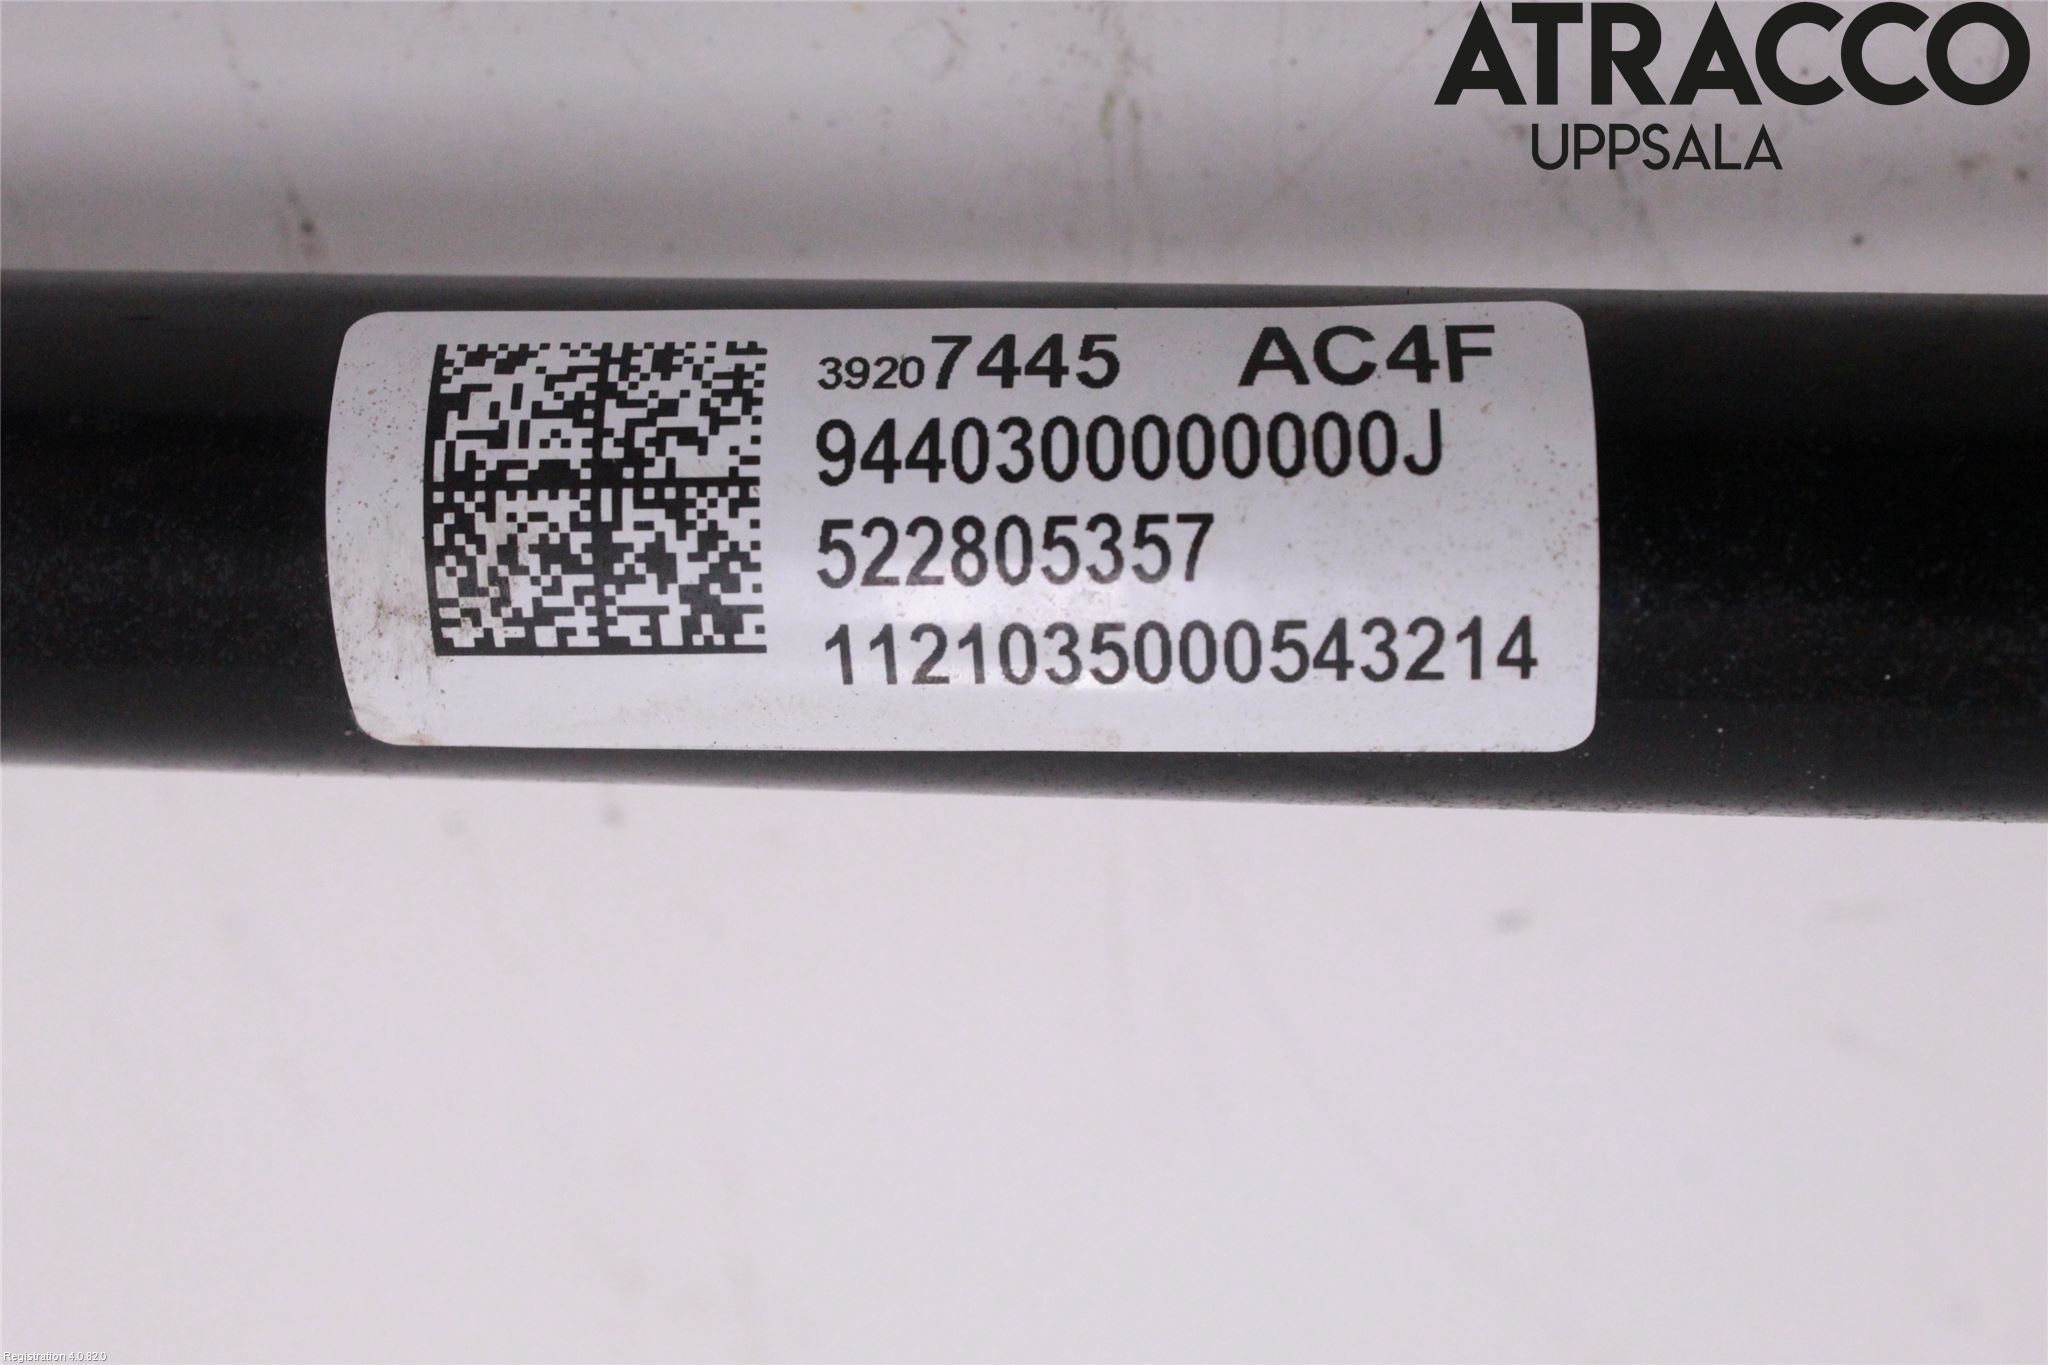 ATRACCO
UPPSALA
39207445 AC4F
9440300000000J
522805357
1121035000543214
Registration 4.0.82.0